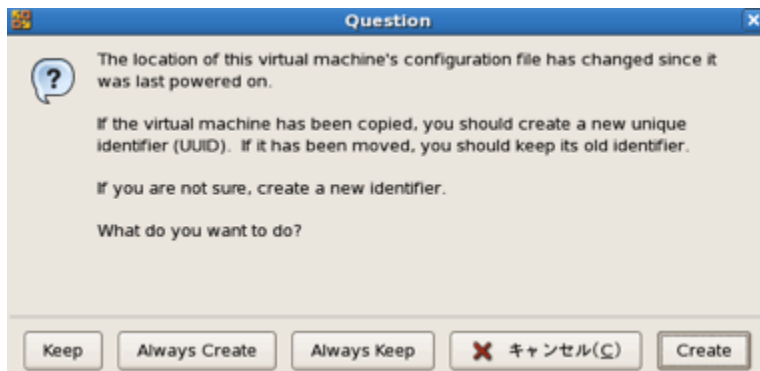 Question
The location of this virtual machine's configuration file has changed since it
was last powered on.
If the virtual machine has been copied, you should create a new unique
identifier (UUID).  If it has been moved, you should keep its old identifier.
If you are not sure, create a new identifier.
What do you want to do?
Keep
Always Create
Always Keep
キャンセル(C)
Create